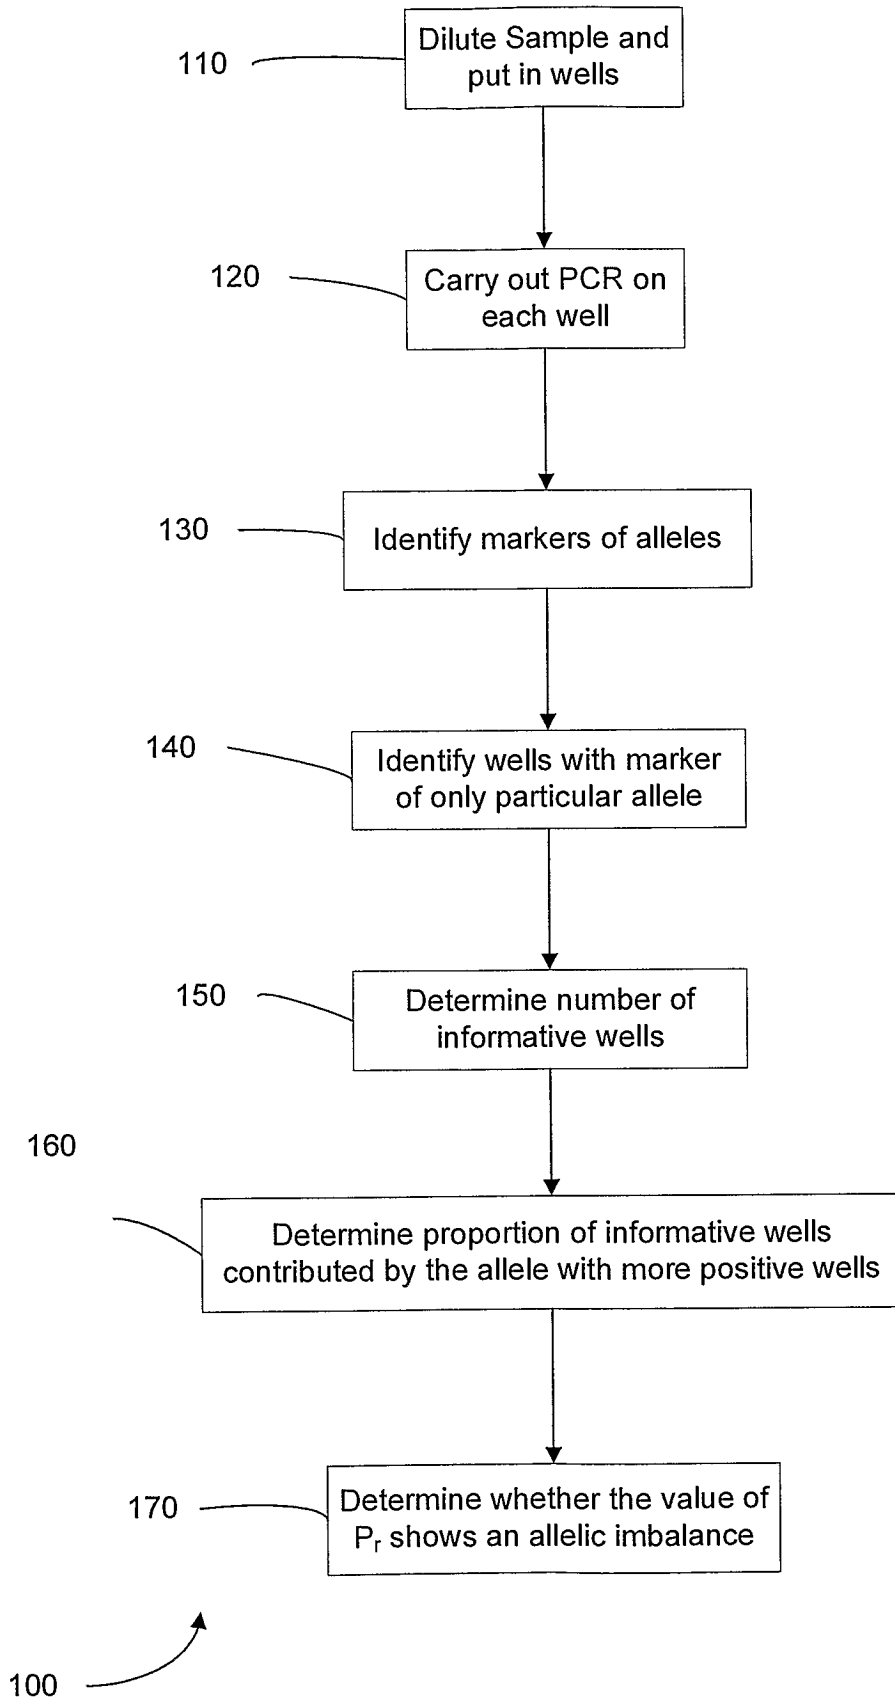 110
Dilute Sample and
put in wells
120
Carry out PCR on
each well
130
Identify markers of alleles
140
Identify wells with marker
of only particular allele
150
Determine number of
informative wells
160
Determine proportion of informative wells
contributed by the allele with more positive wells
170
Determine whether the value of
Pr shows an allelic imbalance
100